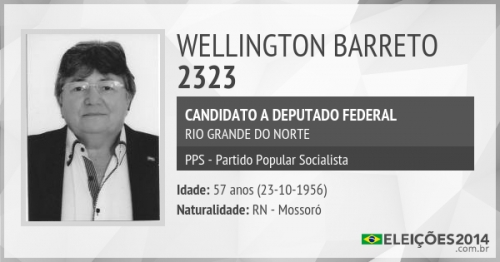 WELLINGTON BARRETO
2323
CANDIDATO A DEPUTADO FEDERAL
RIO GRANDE DO NORTE
PPS - Partido Popular Socialista
Idade: 57 anos (23-10-1956)
Naturalidade: RN - Mossoró
ELEIÇÕES2014
.com.br